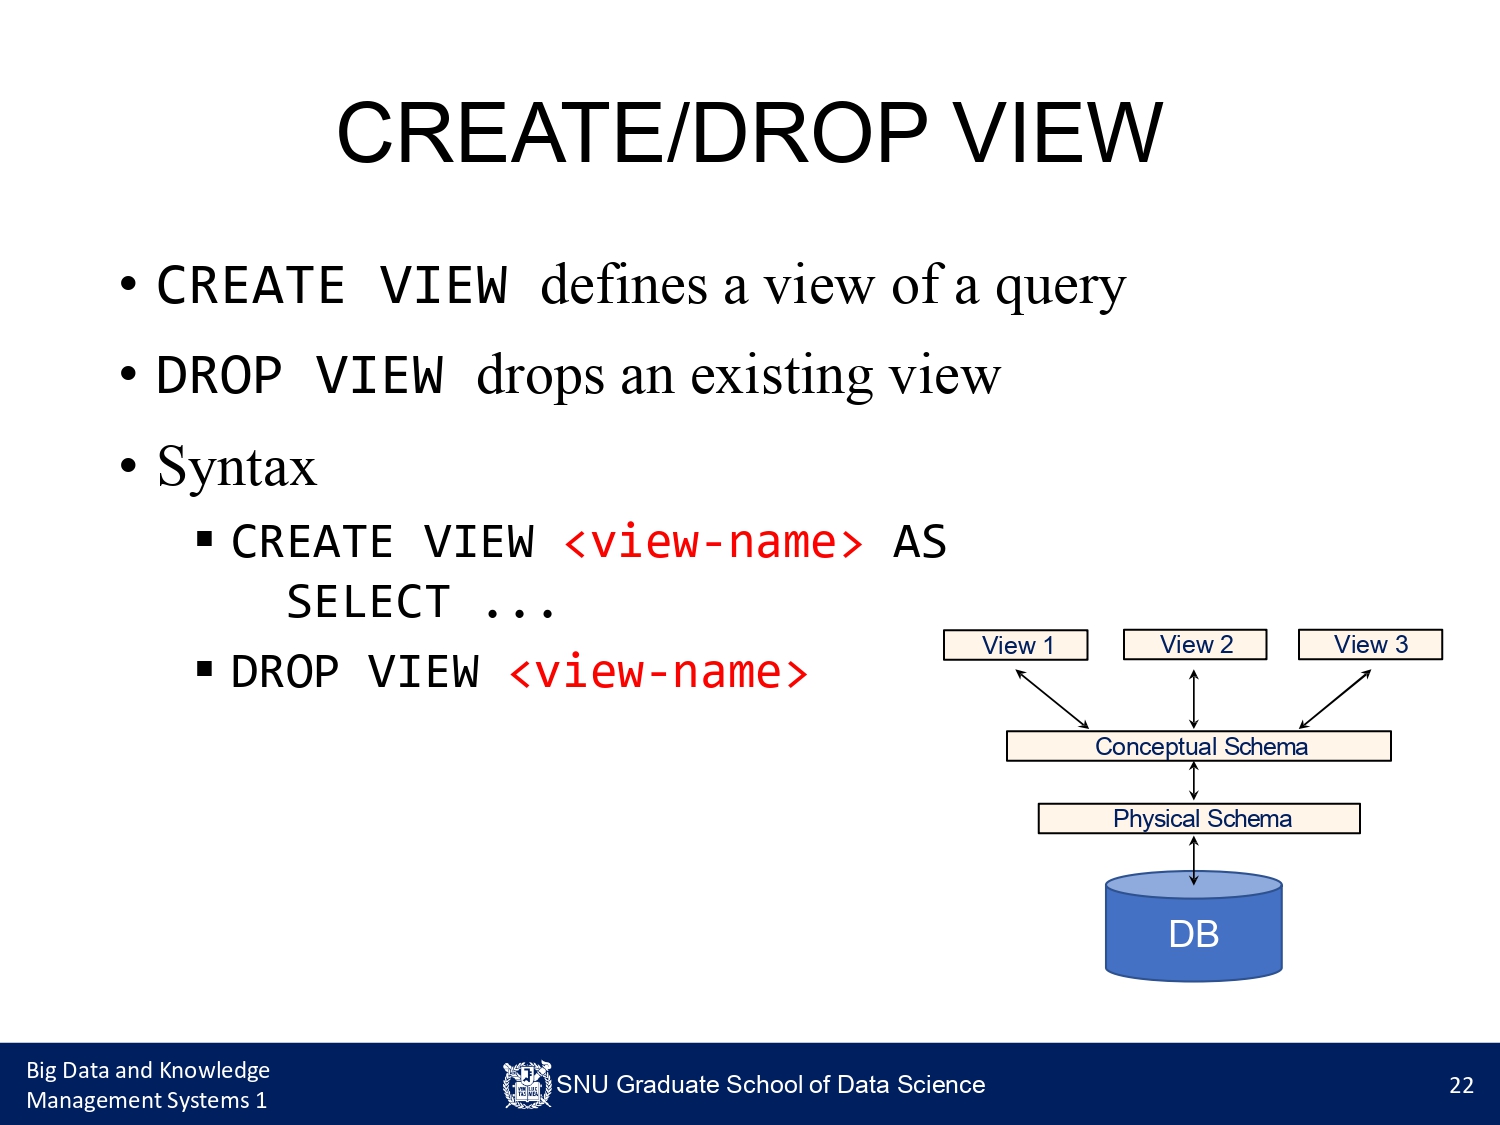 CREATE/DROP VIEW
• CREATE VIEW defines a view of a query
• DROP VIEW drops an existing view
• Syntax
▪ CREATE VIEW <view-name> AS
SELECT ...
▪ DROP VIEW <view-name>
View 1 View 2 View 3
Conceptual Schema
Physical Schema
DB
Big Data and Knowledge
Management Systems 1
SNU Graduate School of Data Science
22